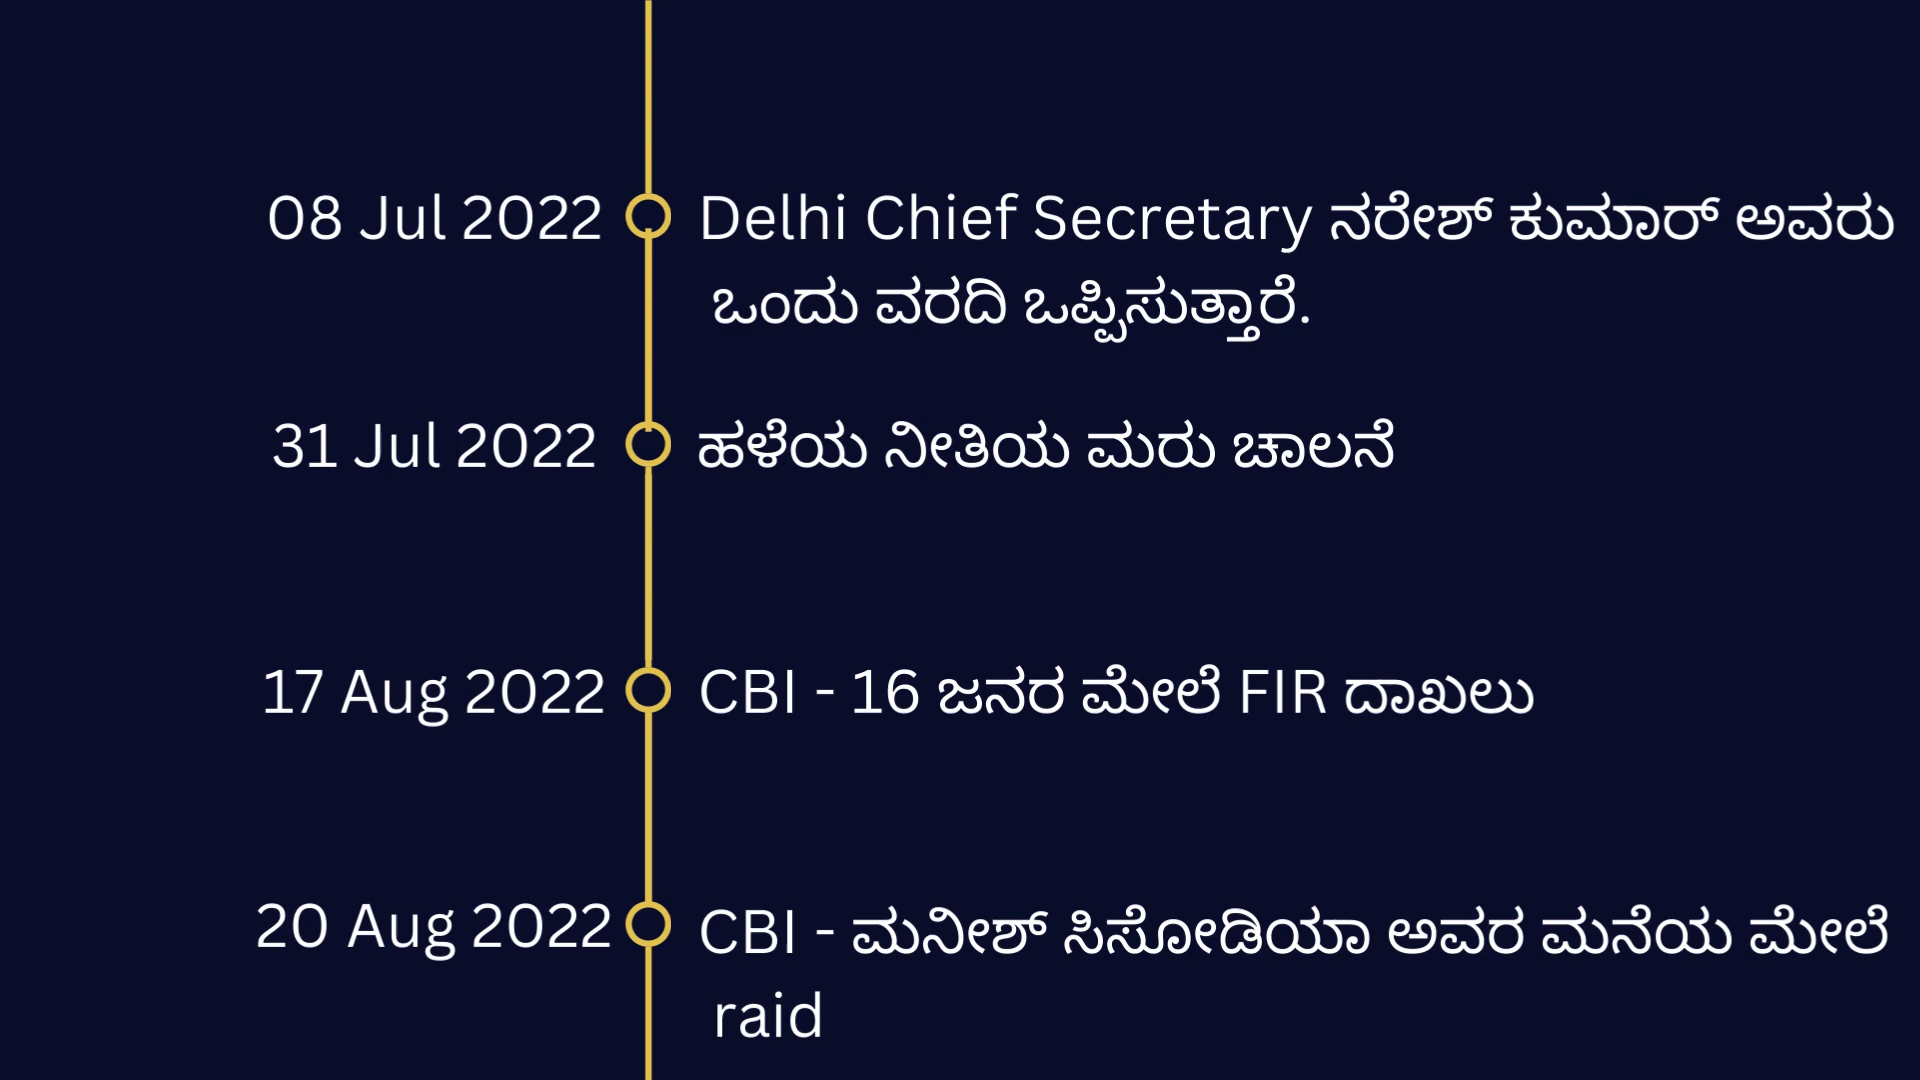 08 Jul 2022 Delhi Chief Secretary ನರೇಶ್ ಕುಮಾರ್ ಅವರು
ಒಂದು ವರದಿ ಒಪ್ಪಿಸುತ್ತಾರೆ.
31 Jul 2022 ಹಳೆಯ ನೀತಿಯ ಮರು ಚಾಲನೆ
17 Aug 2022 CBI - 16 ಜನರ ಮೇಲೆ FIR ದಾಖಲು
20 Aug 2022 CBI - ಮನೀಶ್ ಸಿಸೋಡಿಯಾ ಅವರ ಮನೆಯ ಮೇಲೆ
raid